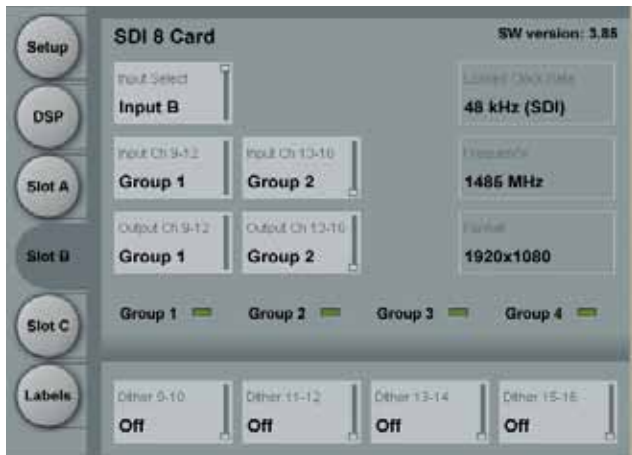 Setup
DSP
Slot A
Slot B
Slot C
Labels
SDI 8 Card
SW version: 3.85
Input Select
Input B
Locked Clock Rate
48 kHz (SDI)
Input Ch 9-12
Group 1
Input Ch 13-16
Group 2
Frequency
1485 MHz
Output Ch 9-12
Group 1
Output Ch 13-16
Group 2
Format
1920x1080
Group 1
Group 2
Group 3
Group 4
Dither 9-10
Off
Dither 11-12
Off
Dither 13-14
Off
Dither 15-16
Off